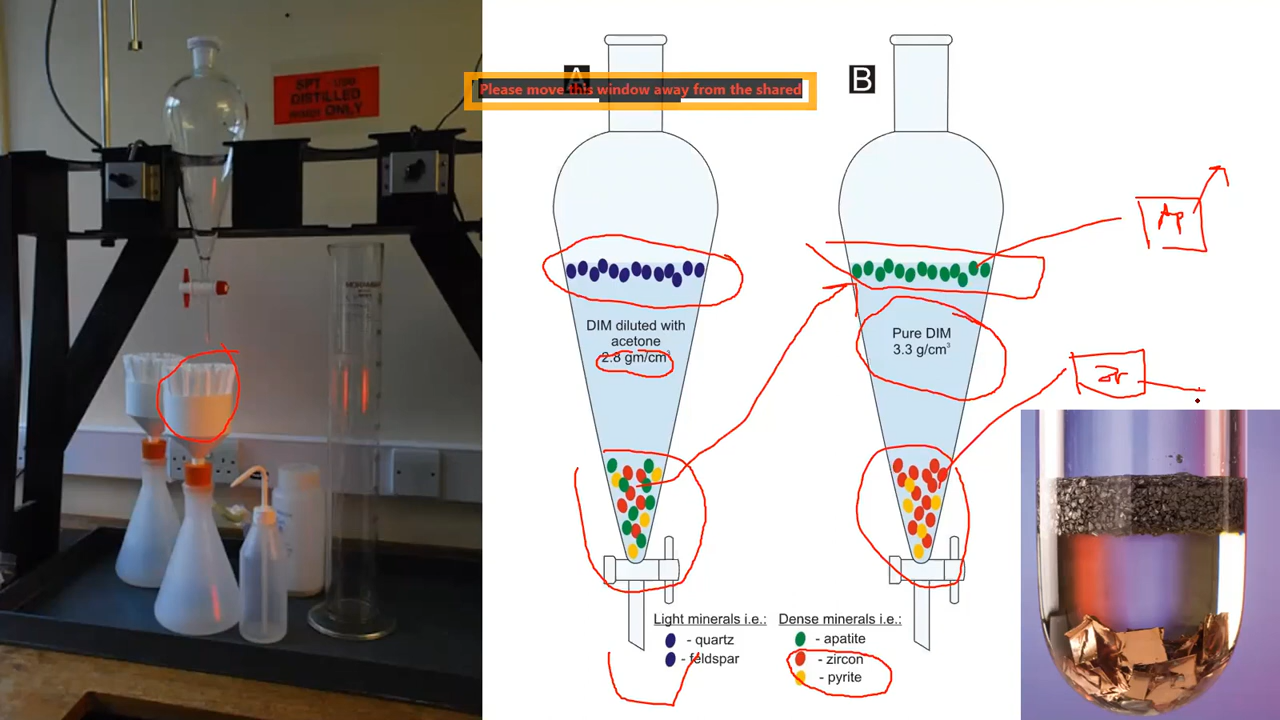 SPT -
DISTILLED
ONLY
A
Please move this window away from the shared
B
Ap
DIM diluted with
acetone
2.8 gm/cm³
Pure DIM
3.3 g/cm³
Zr
Light minerals i.e.:
- quartz
- feldspar
Dense minerals i.e.:
- apatite
- zircon
- pyrite